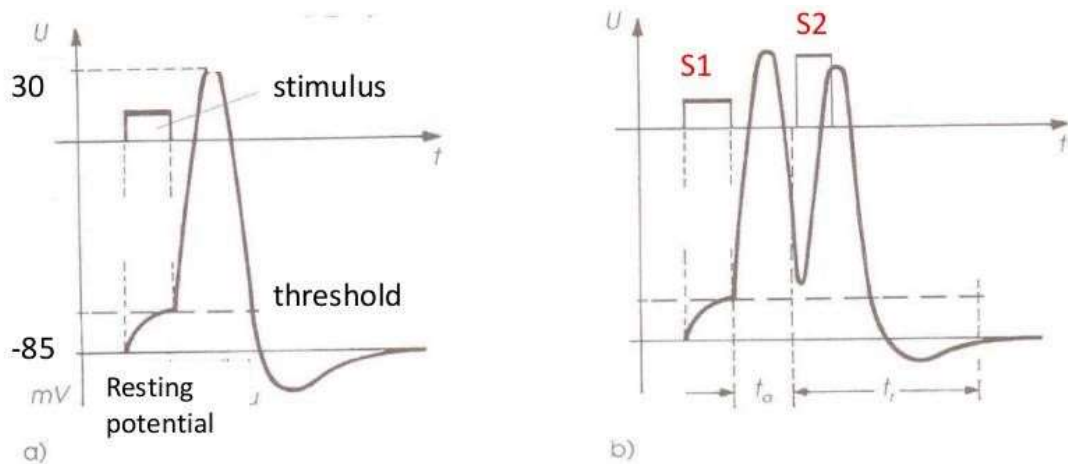 U
30
stimulus
t
threshold
-85
mV
Resting
potential
a)
U
S2
S1
t
tₐ
tᵣ
b)